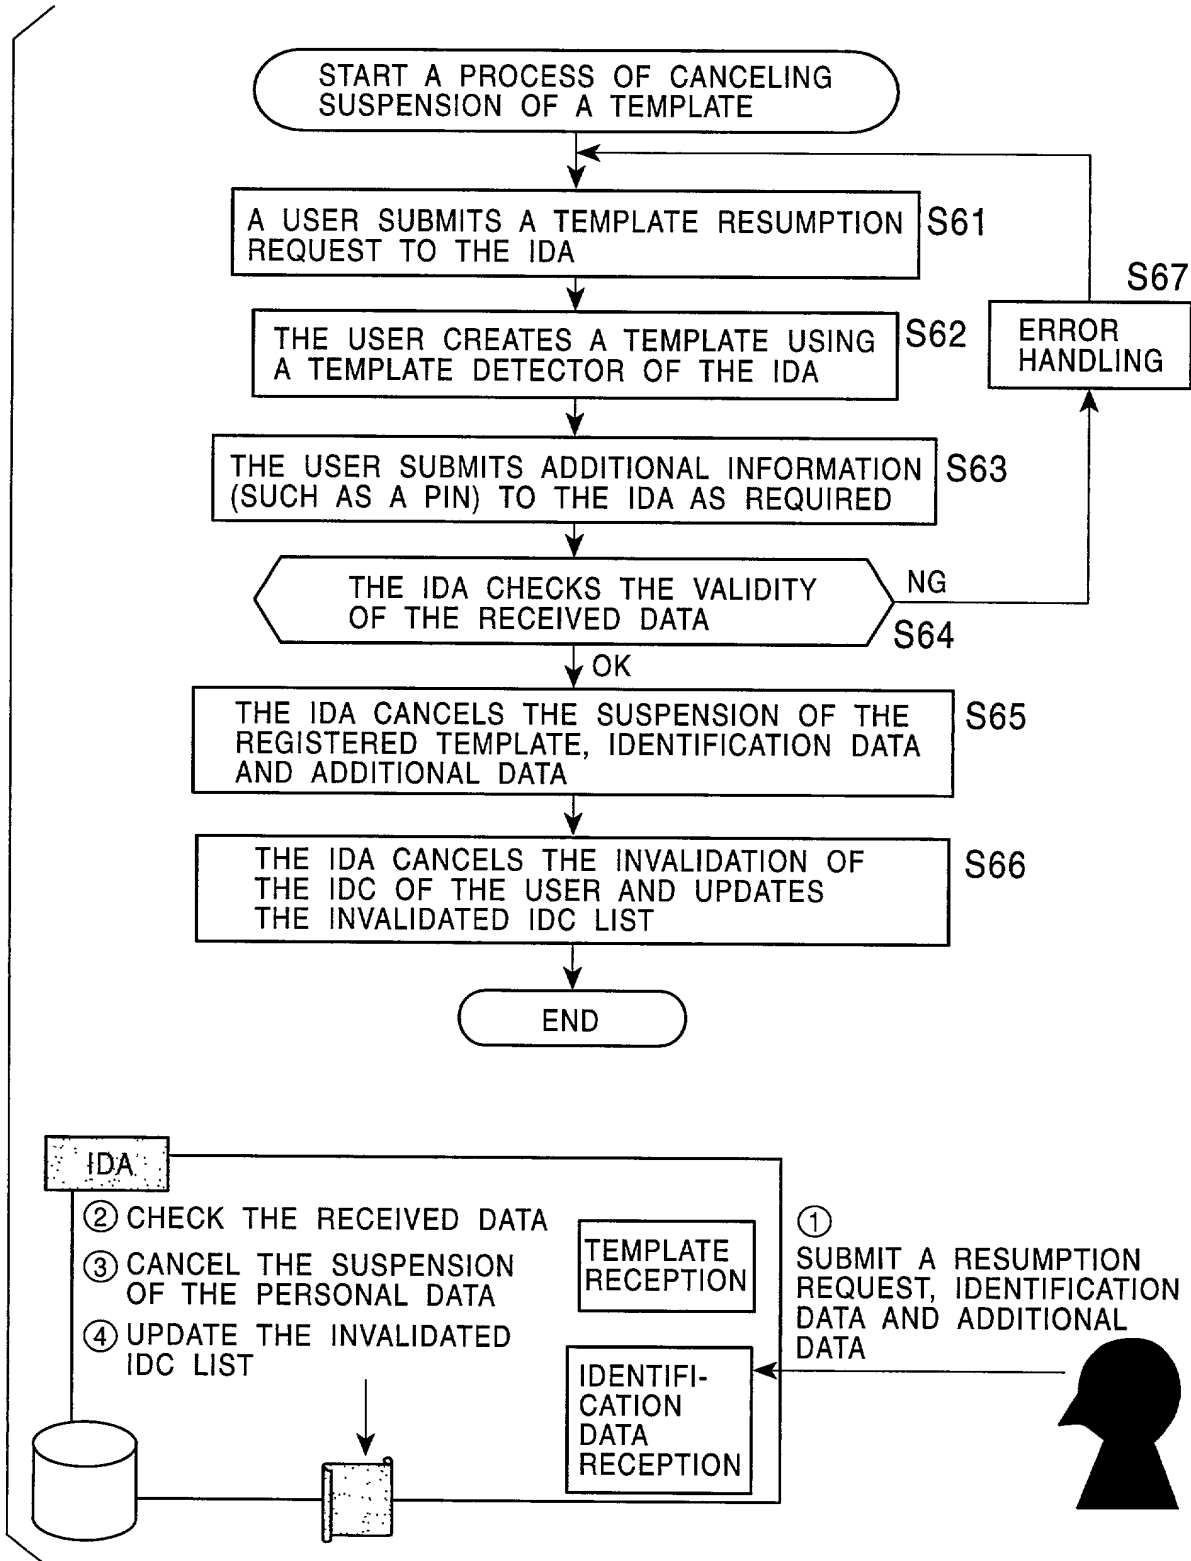 START A PROCESS OF CANCELING
SUSPENSION OF A TEMPLATE
A USER SUBMITS A TEMPLATE RESUMPTION
REQUEST TO THE IDA
S61
S67
ERROR
HANDLING
THE USER CREATES A TEMPLATE USING
A TEMPLATE DETECTOR OF THE IDA
S62
THE USER SUBMITS ADDITIONAL INFORMATION
(SUCH AS A PIN) TO THE IDA AS REQUIRED
S63
THE IDA CHECKS THE VALIDITY
OF THE RECEIVED DATA
NG
S64
OK
THE IDA CANCELS THE SUSPENSION OF THE
REGISTERED TEMPLATE, IDENTIFICATION DATA
AND ADDITIONAL DATA
S65
THE IDA CANCELS THE INVALIDATION OF
THE IDC OF THE USER AND UPDATES
THE INVALIDATED IDC LIST
S66
END
IDA
② CHECK THE RECEIVED DATA
③ CANCEL THE SUSPENSION
OF THE PERSONAL DATA
④ UPDATE THE INVALIDATED
IDC LIST
TEMPLATE
RECEPTION
IDENTIFI-
CATION
DATA
RECEPTION
①
SUBMIT A RESUMPTION
REQUEST, IDENTIFICATION
DATA AND ADDITIONAL
DATA